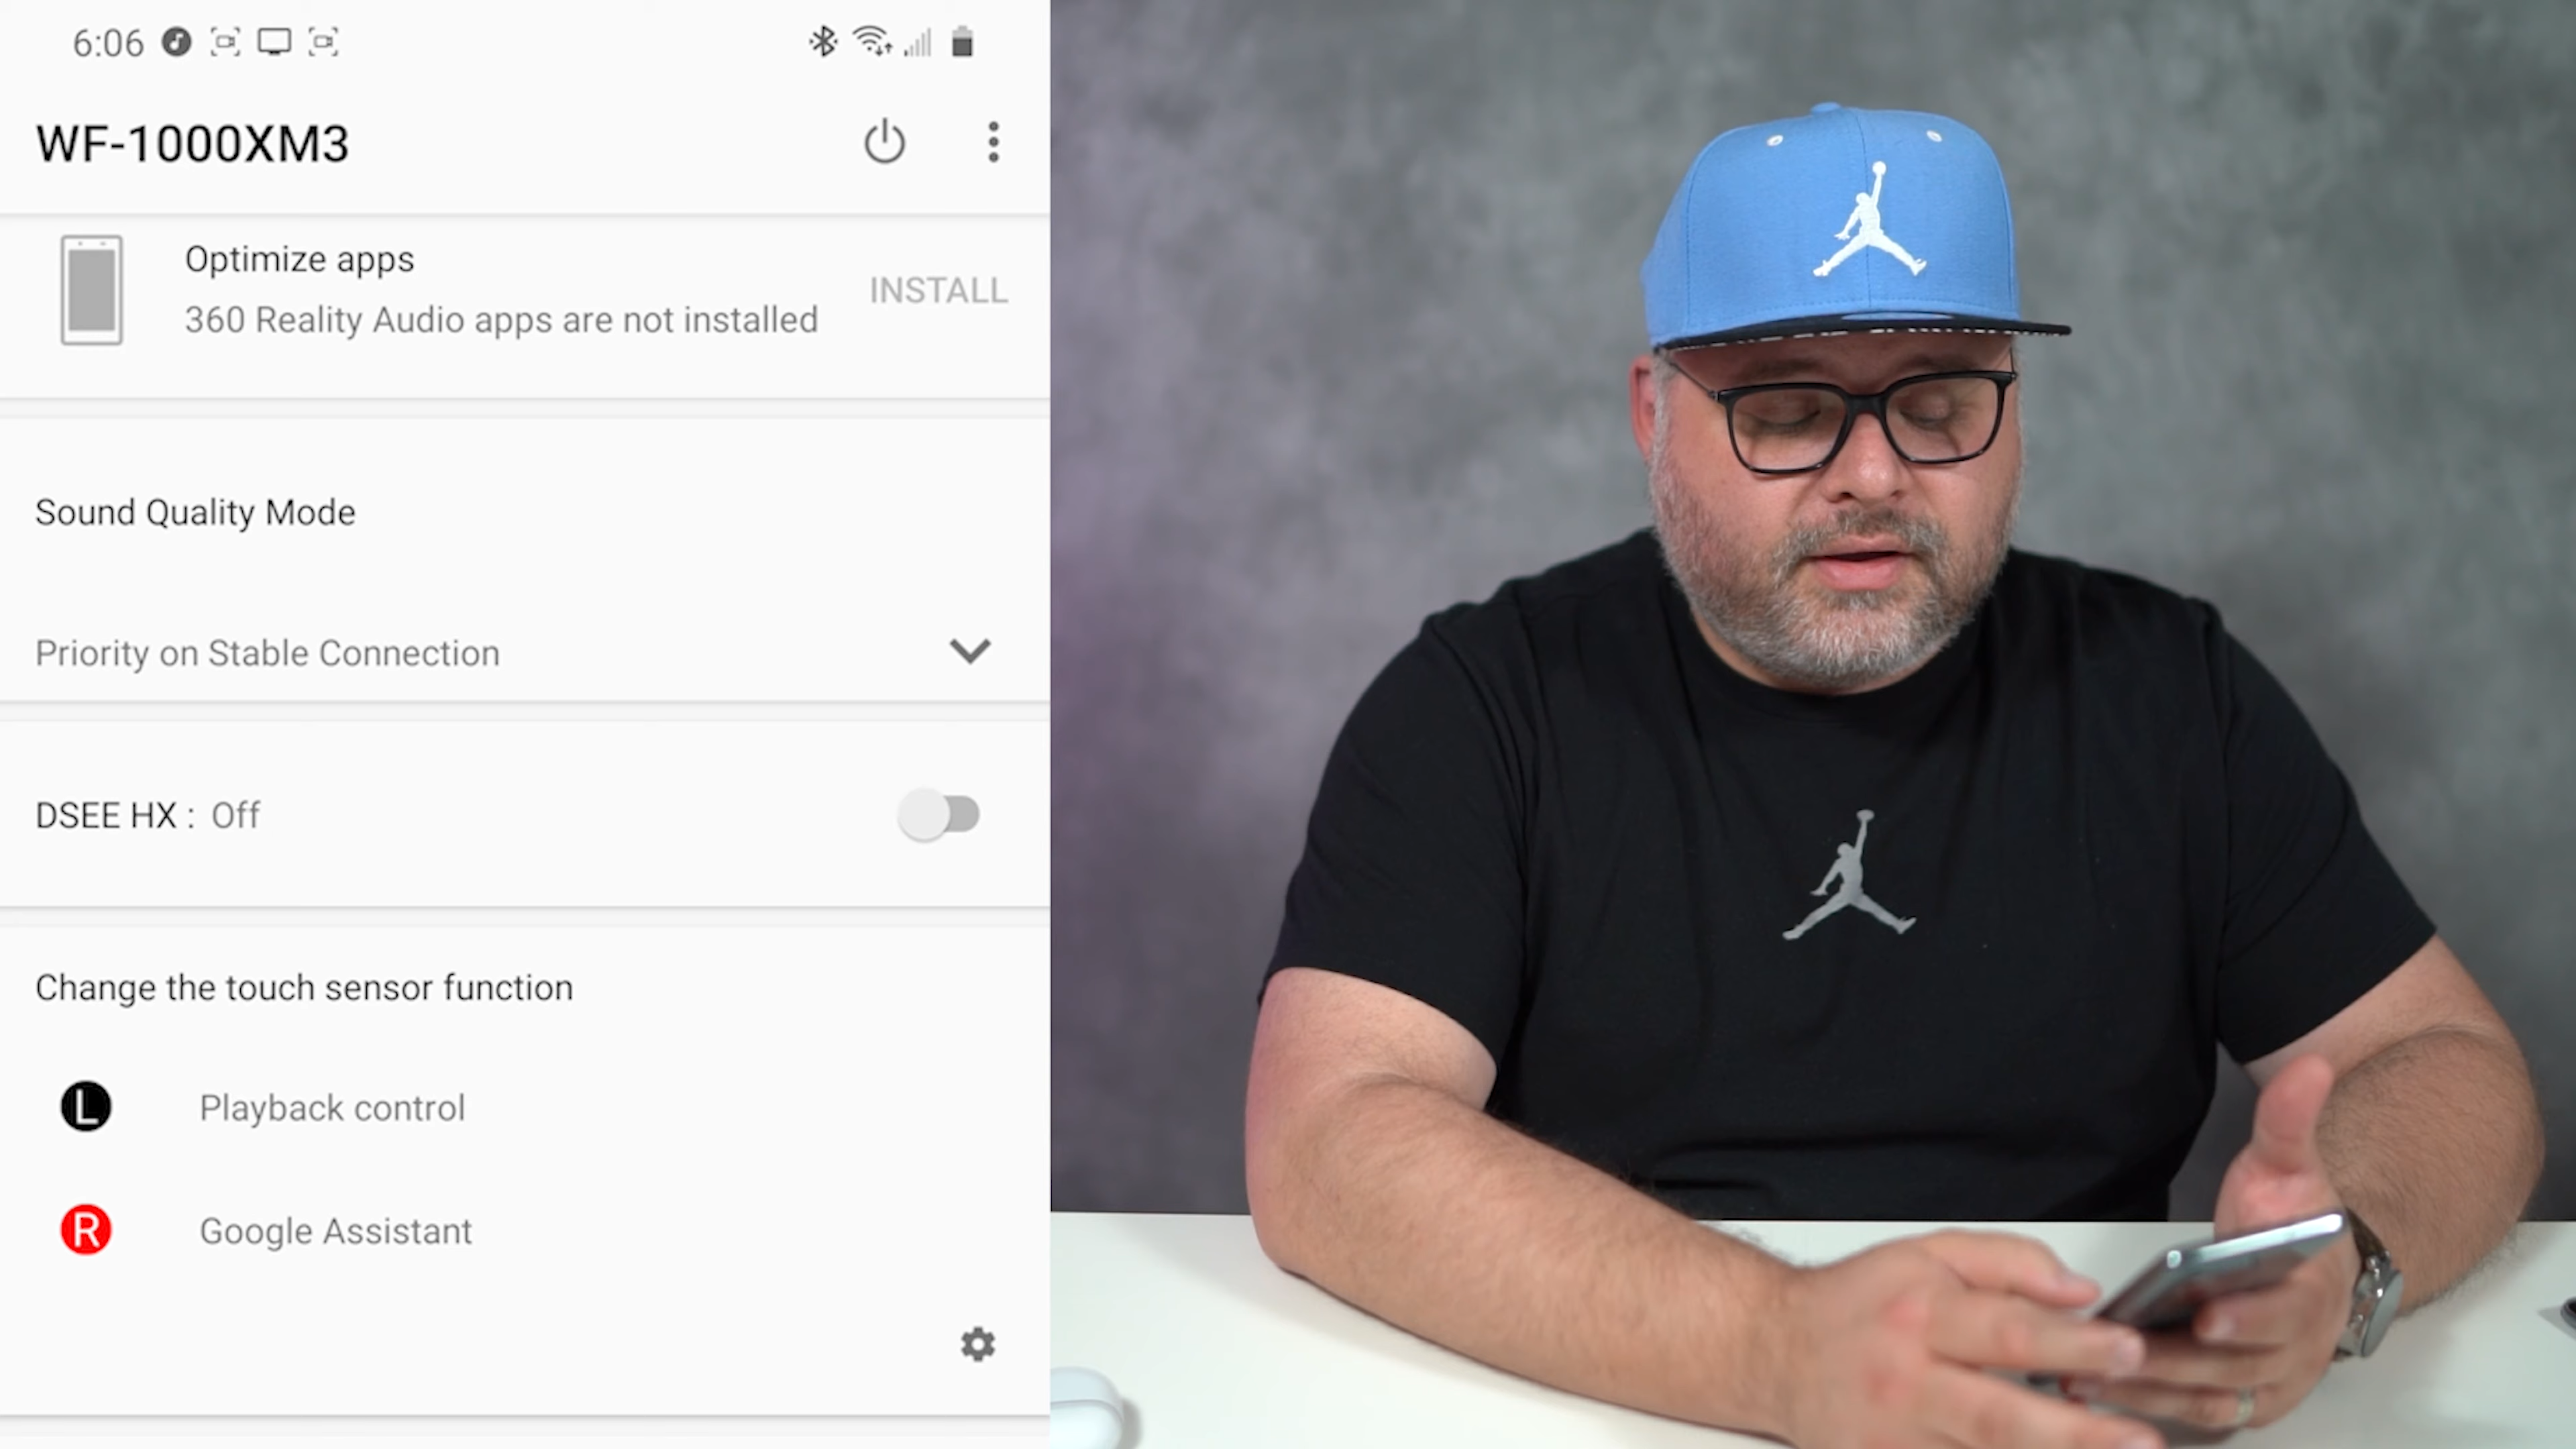 6:06
WF-1000XM3
Optimize apps
360 Reality Audio apps are not installed
INSTALL
Sound Quality Mode
Priority on Stable Connection
DSEE HX : Off
Change the touch sensor function
L Playback control
R Google Assistant